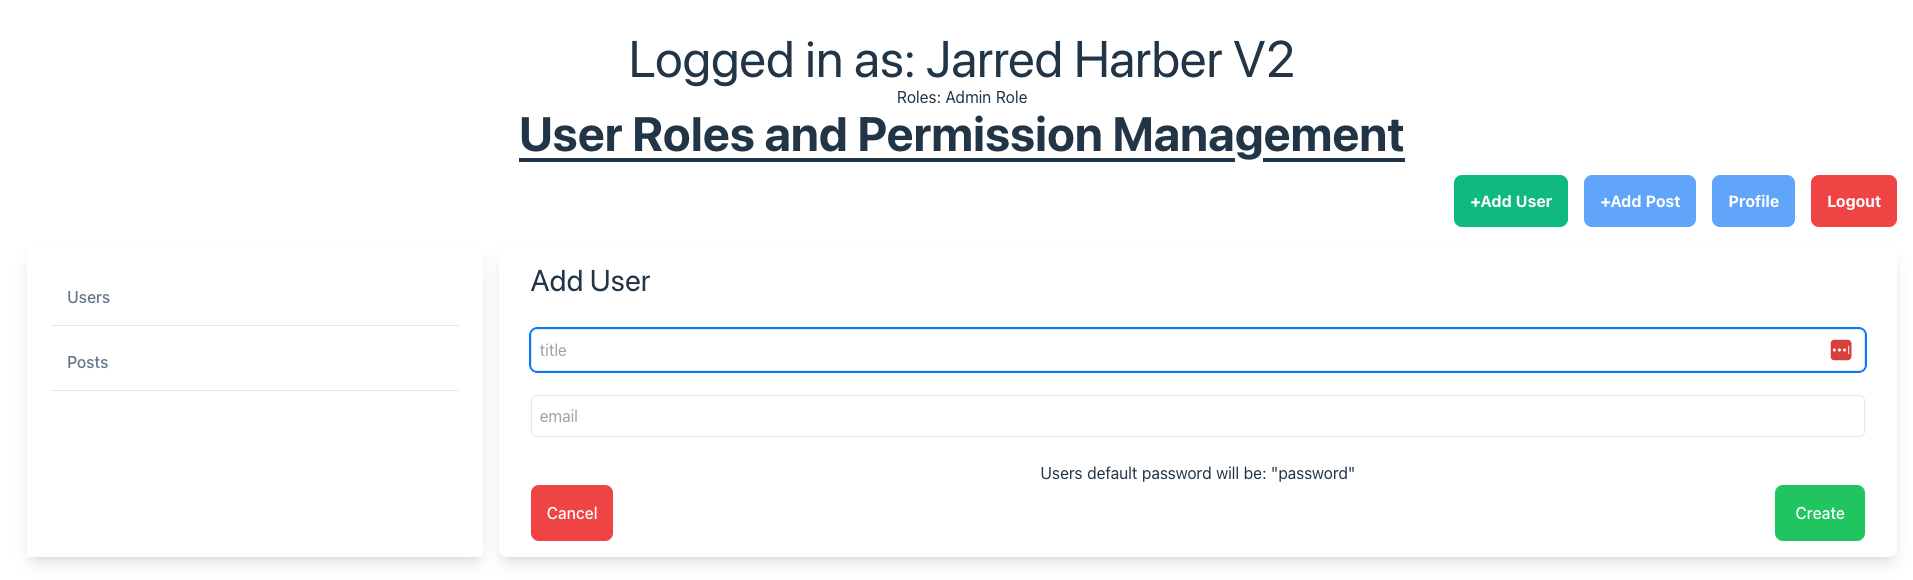 Logged in as: Jarred Harber V2
Roles: Admin Role
User Roles and Permission Management
+Add User +Add Post Profile Logout
Users
Posts
Add User
title
email
Users default password will be: "password"
Cancel Create